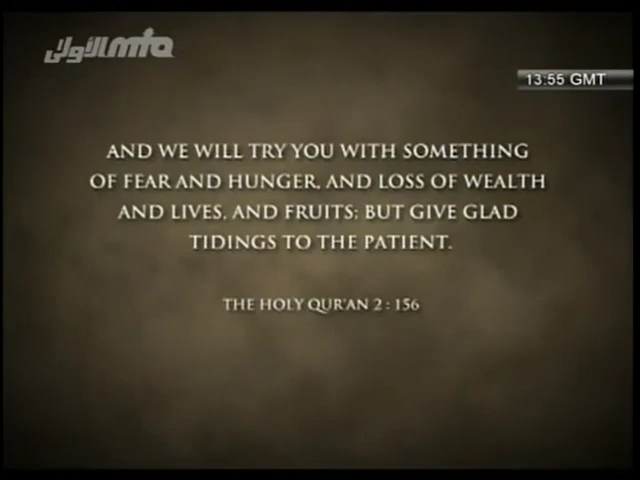 mta الأولى
13:55 GMT
AND WE WILL TRY YOU WITH SOMETHING
OF FEAR AND HUNGER, AND LOSS OF WEALTH
AND LIVES, AND FRUITS; BUT GIVE GLAD
TIDINGS TO THE PATIENT.
THE HOLY QUR'AN 2 : 156